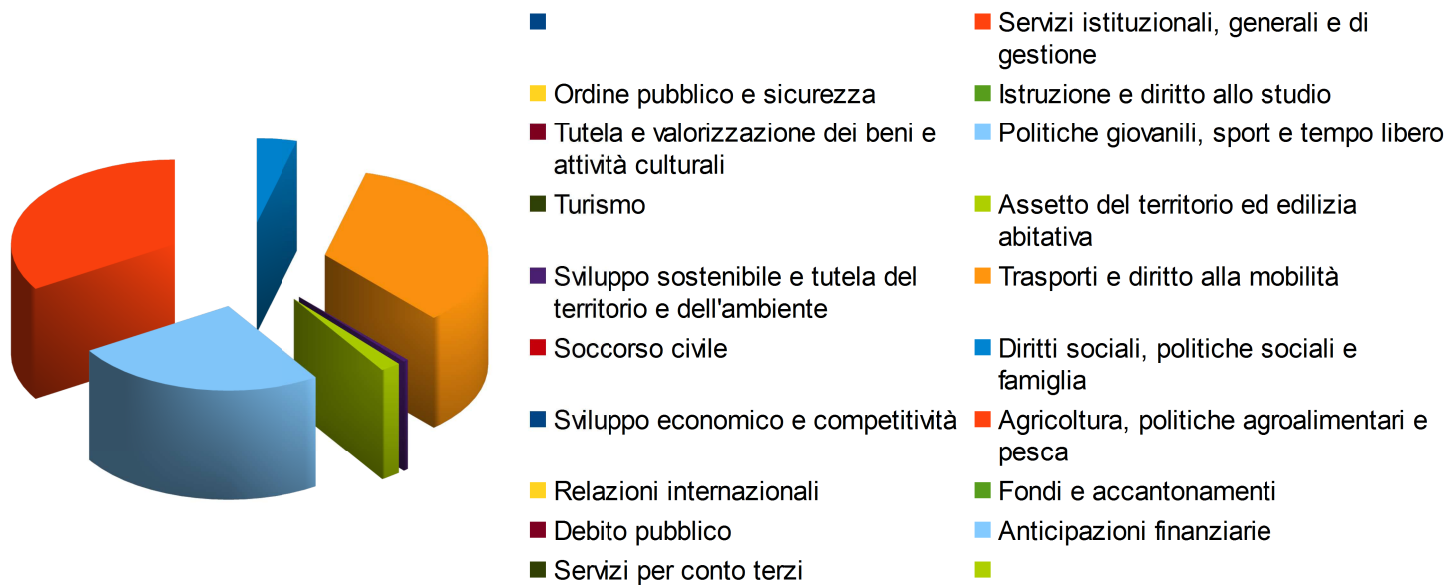 Servizi istituzionali, generali e di
gestione
Ordine pubblico e sicurezza
Istruzione e diritto allo studio
Tutela e valorizzazione dei beni e
attività culturali
Politiche giovanili, sport e tempo libero
Turismo
Assetto del territorio ed edilizia
abitativa
Sviluppo sostenibile e tutela del
territorio e dell'ambiente
Trasporti e diritto alla mobilità
Soccorso civile
Diritti sociali, politiche sociali e
famiglia
Sviluppo economico e competitività
Agricoltura, politiche agroalimentari e
pesca
Relazioni internazionali
Fondi e accantonamenti
Debito pubblico
Anticipazioni finanziarie
Servizi per conto terzi